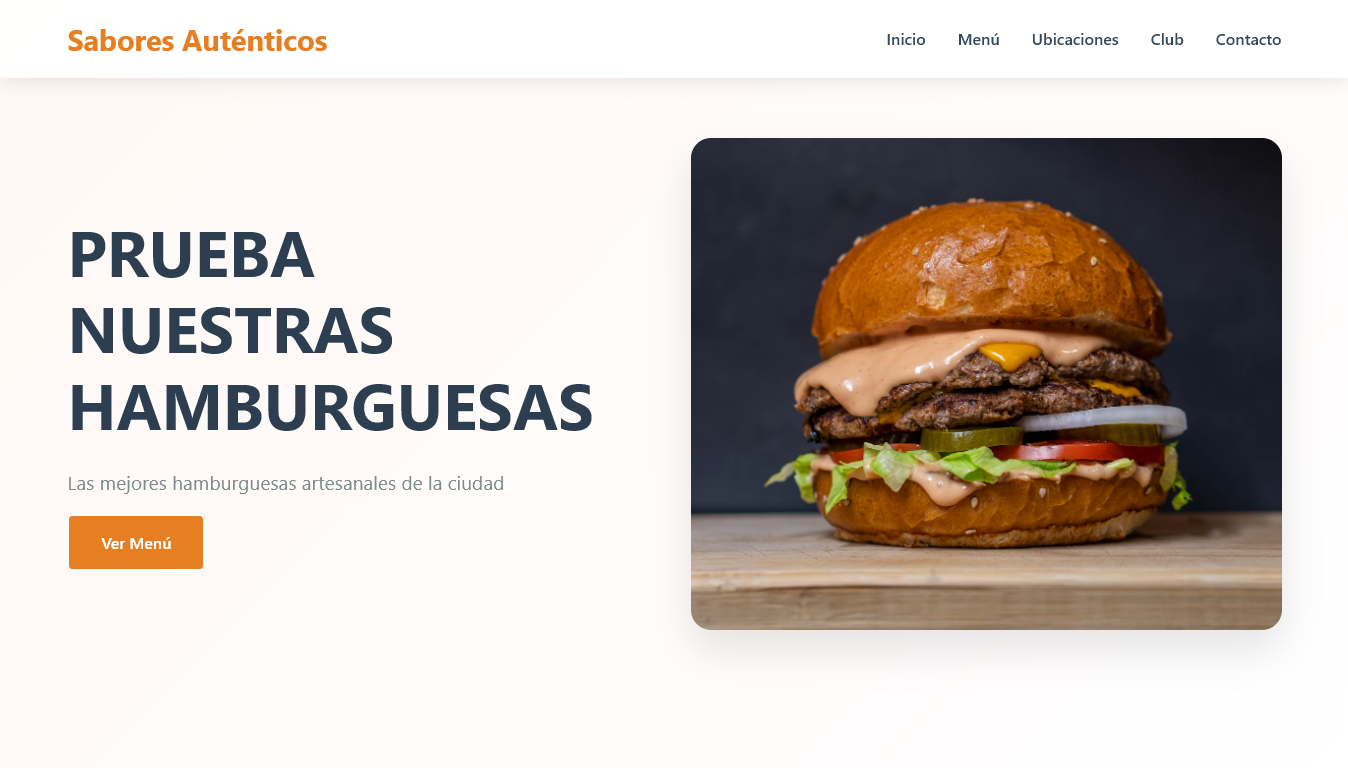 Sabores Auténticos
Inicio Menú Ubicaciones Club Contacto
PRUEBA
NUESTRAS
HAMBURGUESAS
Las mejores hamburguesas artesanales de la ciudad
Ver Menú